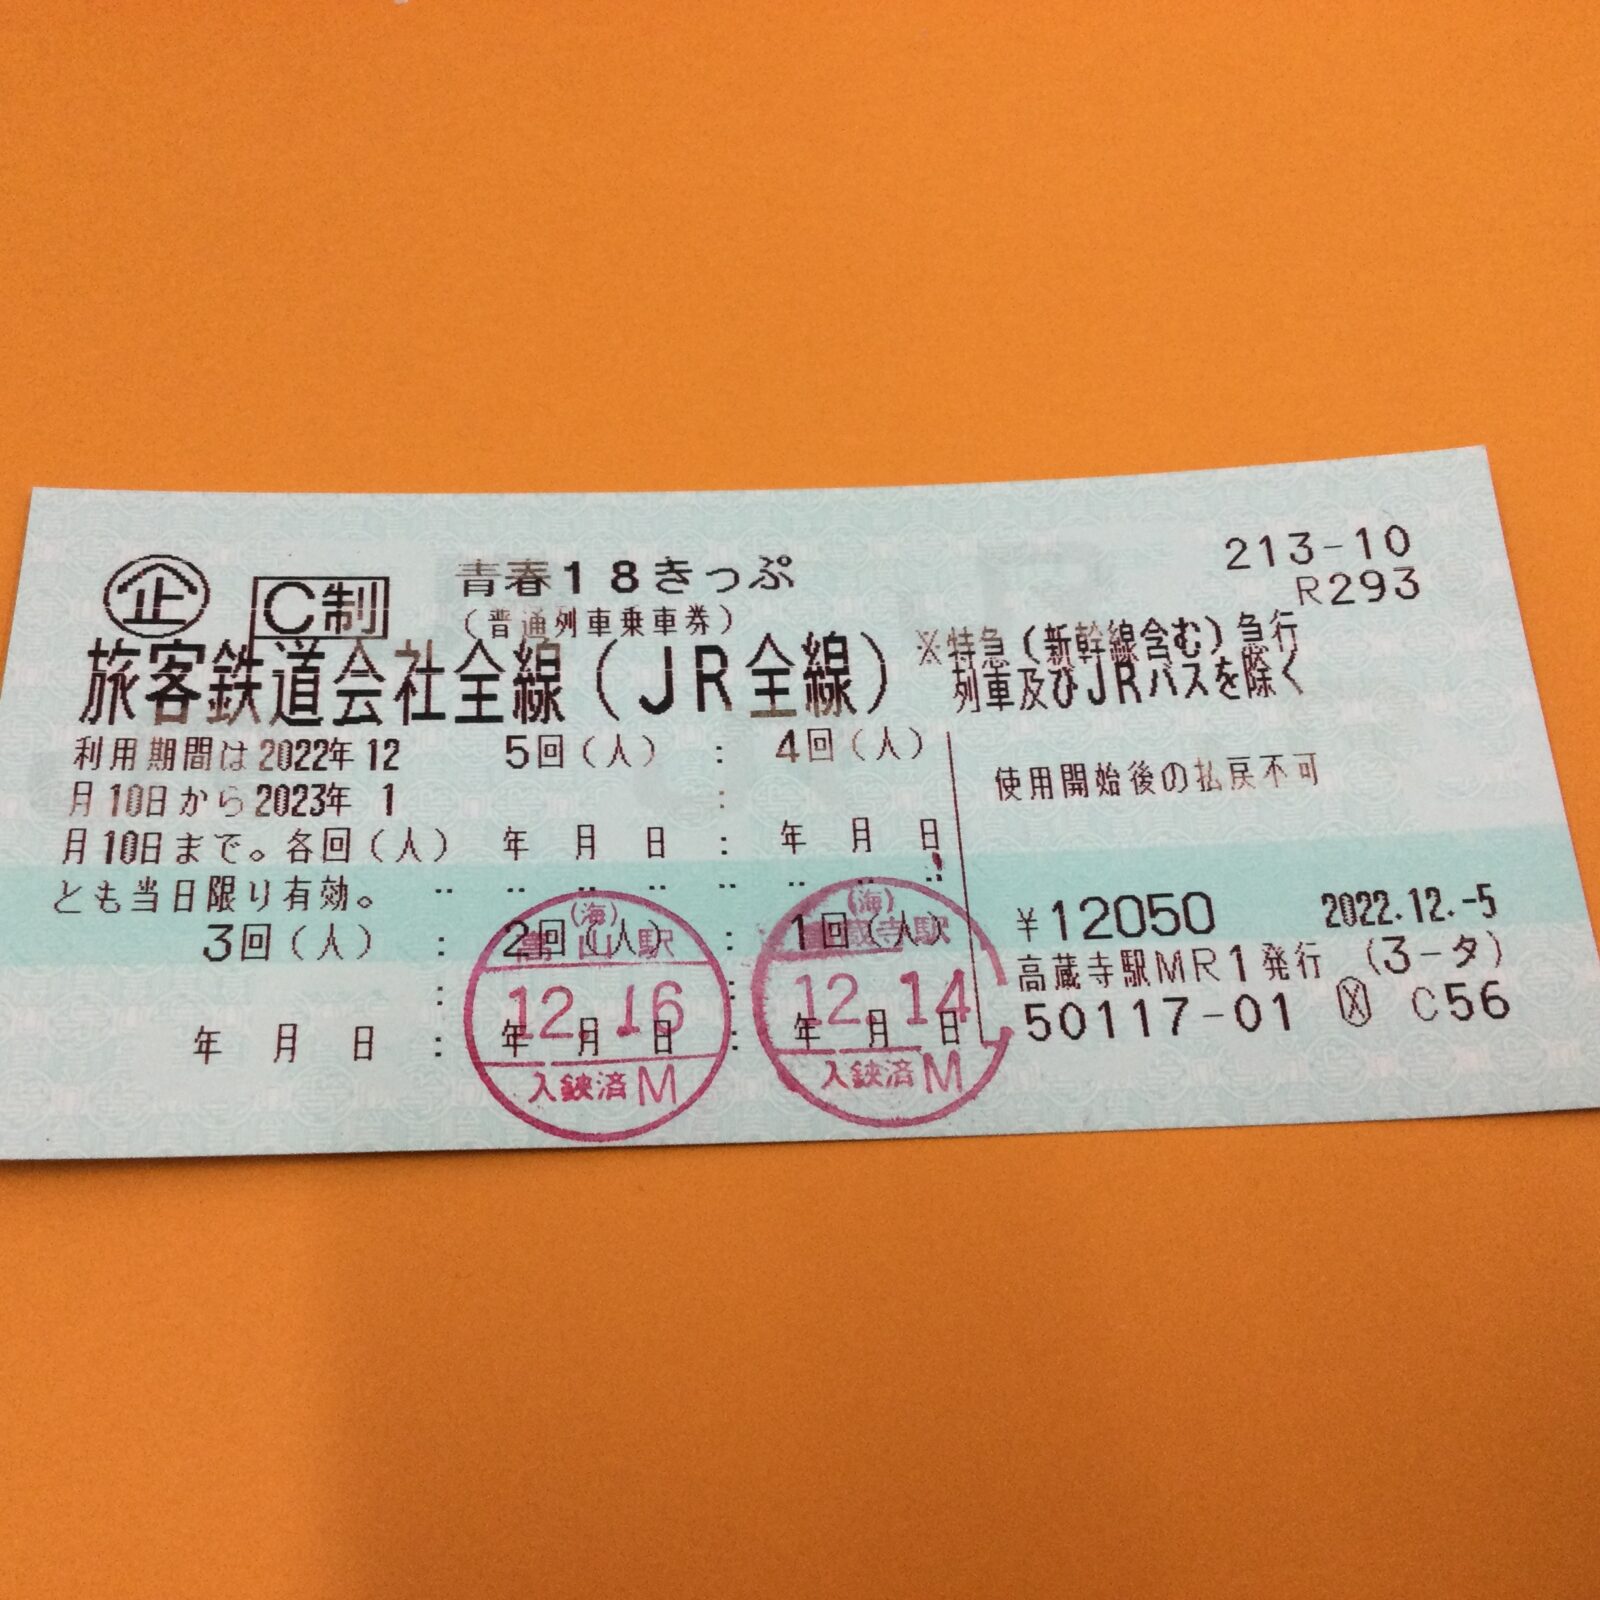 企 C制 青春18きっぷ 213-10
(普通列車乗車券) R293
旅客鉄道会社全線(JR全線) ※特急(新幹線含む)急行
列車及びJRバスを除く
利用期間は2022年12
月10日から2023年 1
月10日まで。各回(人)
とも当日限り有効。
5回(人) : 4回(人)
年 月 日 : 年 月 日
使用開始後の払戻不可
3回(人) : 2回(人) : 1回(人)
年 月 日 : 年 月 日 : 年 月 日
(海)
山駅
12.16
入鋏済M
(海)
蔵寺駅
12.14
入鋏済M
¥12050 2022.12.-5
高蔵寺駅MR1発行 (3-タ)
50117-01 X C56